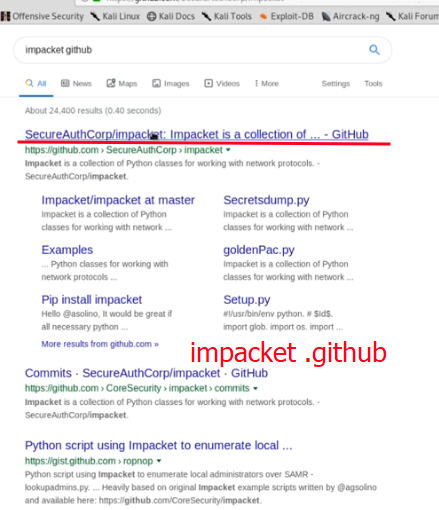 Offensive Security Kali Linux Kali Docs Kali Tools Exploit-DB Aircrack-ng Kali Forum
impacket github
All News Maps Images Videos More Settings Tools
About 24,400 results (0.40 seconds)
SecureAuthCorp/impacket: Impacket is a collection of ... - GitHub
https://github.com › SecureAuthCorp › impacket
Impacket is a collection of Python classes for working with network protocols. -
SecureAuthCorp/impacket.
Impacket/impacket at master
Impacket is a collection of Python
classes for working with network ...
Secretsdump.py
Impacket is a collection of Python
classes for working with network ...
Examples
... Python classes for working with
network protocols ...
goldenPac.py
Impacket is a collection of Python
classes for working with network ...
Pip install impacket
Hello @asolino, It would be great if
all necessary python ...
Setup.py
#!/usr/bin/env python. # $Id$.
import glob. import os. import ...
More results from github.com »
impacket .github
Commits · SecureAuthCorp/impacket · GitHub
https://github.com › CoreSecurity › impacket › commits
Impacket is a collection of Python classes for working with network protocols. -
SecureAuthCorp/impacket.
Python script using Impacket to enumerate local ...
https://gist.github.com › ropnop
Python script using Impacket to enumerate local administrators over SAMR -
lookupadmins.py. ... Heavily based on original Impacket example scripts written by @agsolino
and available here: https://github.com/CoreSecurity/impacket.